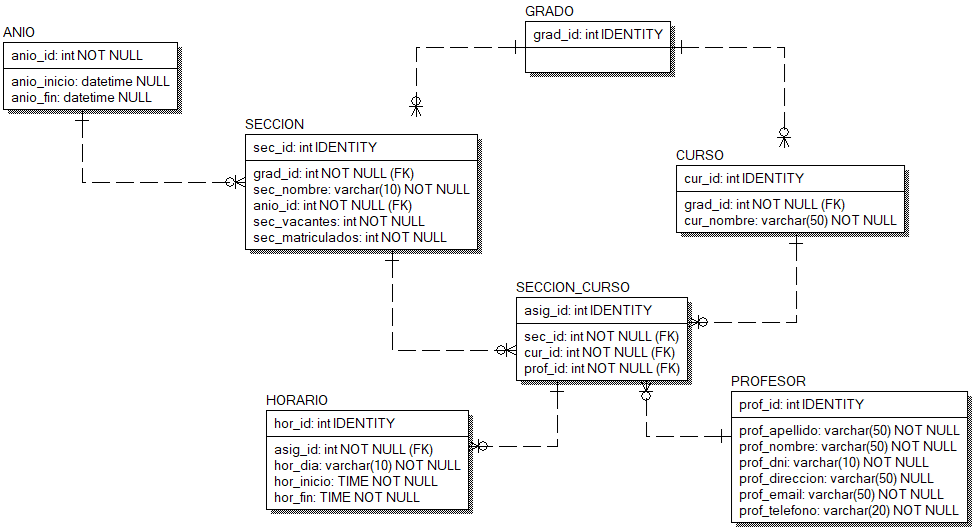 ANIO
anio_id: int NOT NULL
anio_inicio: datetime NULL
anio_fin: datetime NULL
GRADO
grad_id: int IDENTITY
SECCION
sec_id: int IDENTITY
grad_id: int NOT NULL (FK)
sec_nombre: varchar(10) NOT NULL
anio_id: int NOT NULL (FK)
sec_vacantes: int NOT NULL
sec_matriculados: int NOT NULL
CURSO
cur_id: int IDENTITY
grad_id: int NOT NULL (FK)
cur_nombre: varchar(50) NOT NULL
SECCION_CURSO
asig_id: int IDENTITY
sec_id: int NOT NULL (FK)
cur_id: int NOT NULL (FK)
prof_id: int NOT NULL (FK)
HORARIO
hor_id: int IDENTITY
asig_id: int NOT NULL (FK)
hor_dia: varchar(10) NOT NULL
hor_inicio: TIME NOT NULL
hor_fin: TIME NOT NULL
PROFESOR
prof_id: int IDENTITY
prof_apellido: varchar(50) NOT NULL
prof_nombre: varchar(50) NOT NULL
prof_dni: varchar(10) NOT NULL
prof_direccion: varchar(50) NULL
prof_email: varchar(50) NOT NULL
prof_telefono: varchar(20) NOT NULL